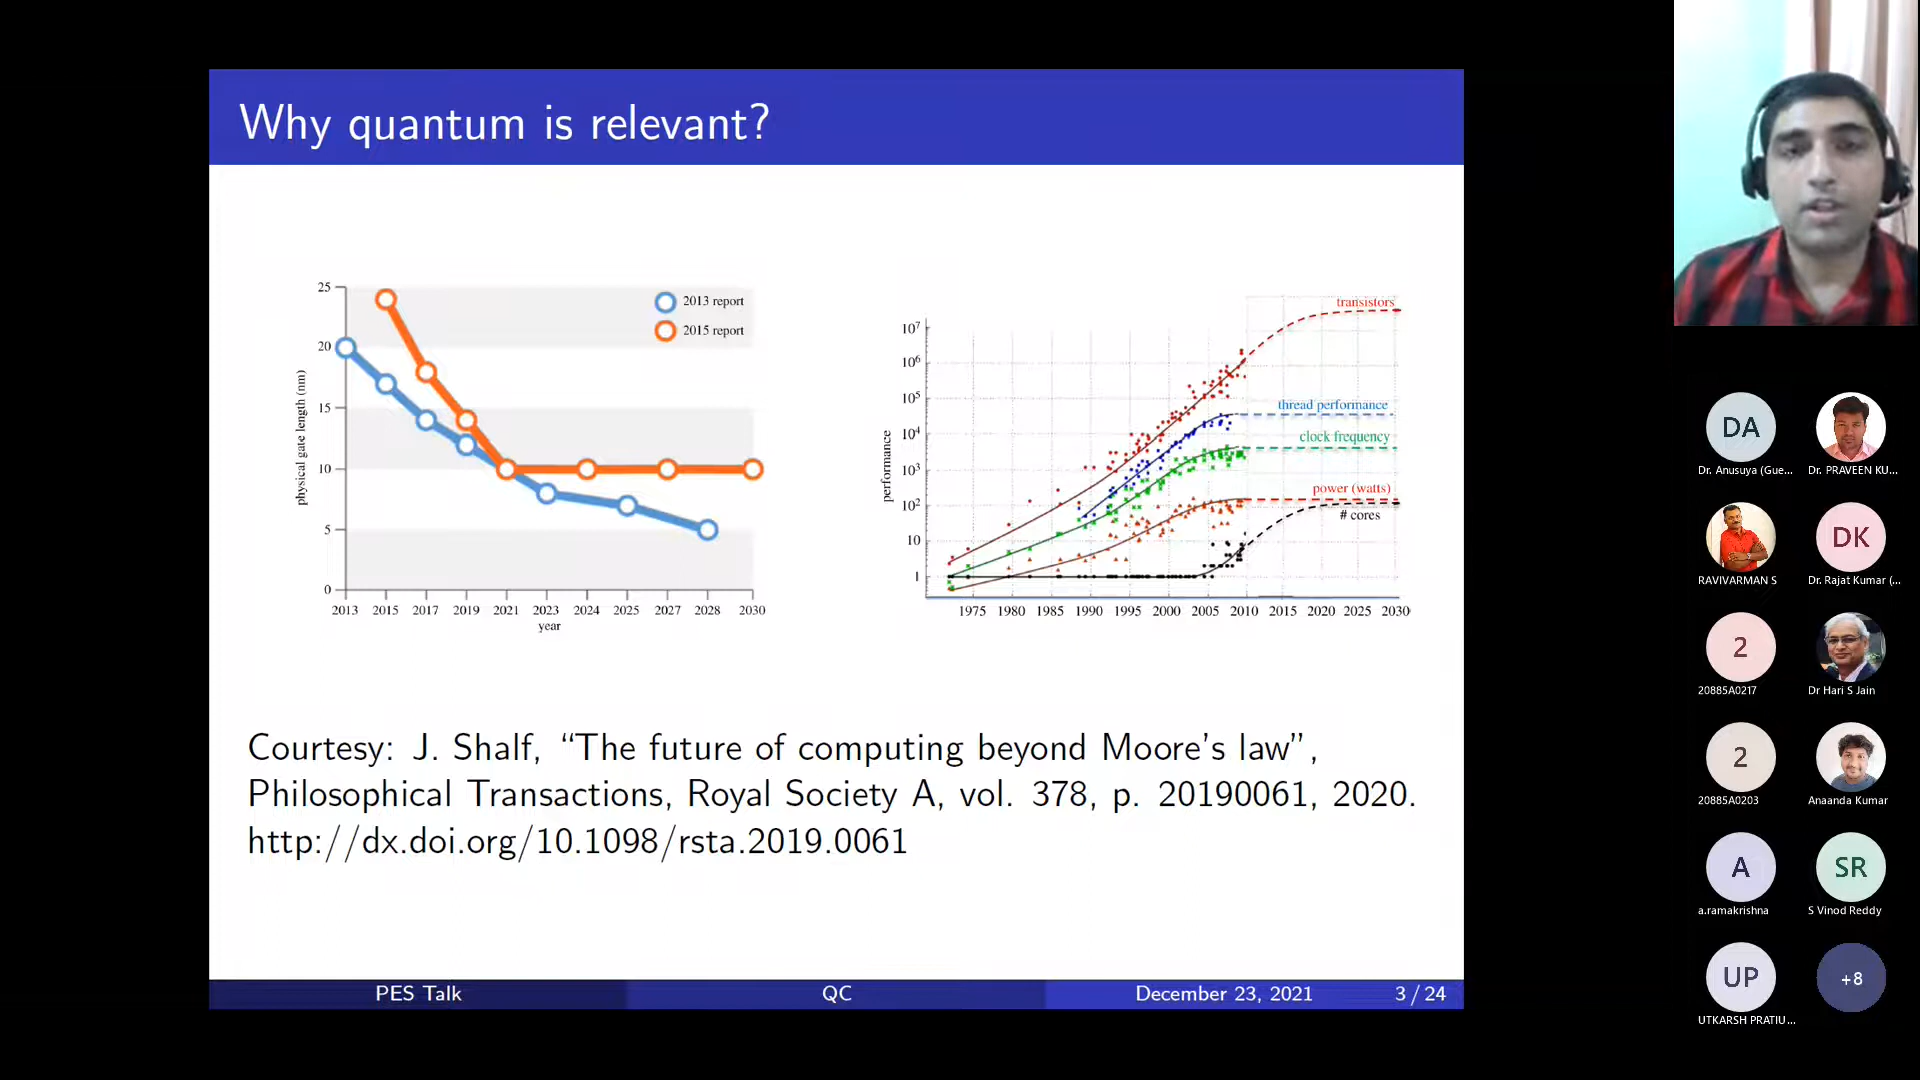 Why quantum is relevant?
25
20
15
10
5
0
physical gate length (nm)
2013 report
2015 report
2013 2015 2017 2019 2021 2023 2024 2025 2027 2028 2030
year
performance
10⁷
10⁶
10⁵
10⁴
10³
10²
10
1
transistors
thread performance
clock frequency
power (watts)
# cores
1975 1980 1985 1990 1995 2000 2005 2010 2015 2020 2025 2030
Courtesy: J. Shalf, “The future of computing beyond Moore’s law”,
Philosophical Transactions, Royal Society A, vol. 378, p. 20190061, 2020.
http://dx.doi.org/10.1098/rsta.2019.0061
PES Talk QC December 23, 2021 3 / 24
DA
Dr. Anusuya (Gue... Dr. PRAVEEN KU...
DK
RAVIVARMAN S Dr. Rajat Kumar (...
2
20885A0217 Dr Hari S Jain
2
20885A0203 Anaanda Kumar
A SR
a.ramakrishna S Vinod Reddy
UP +8
UTKARSH PRATIU...